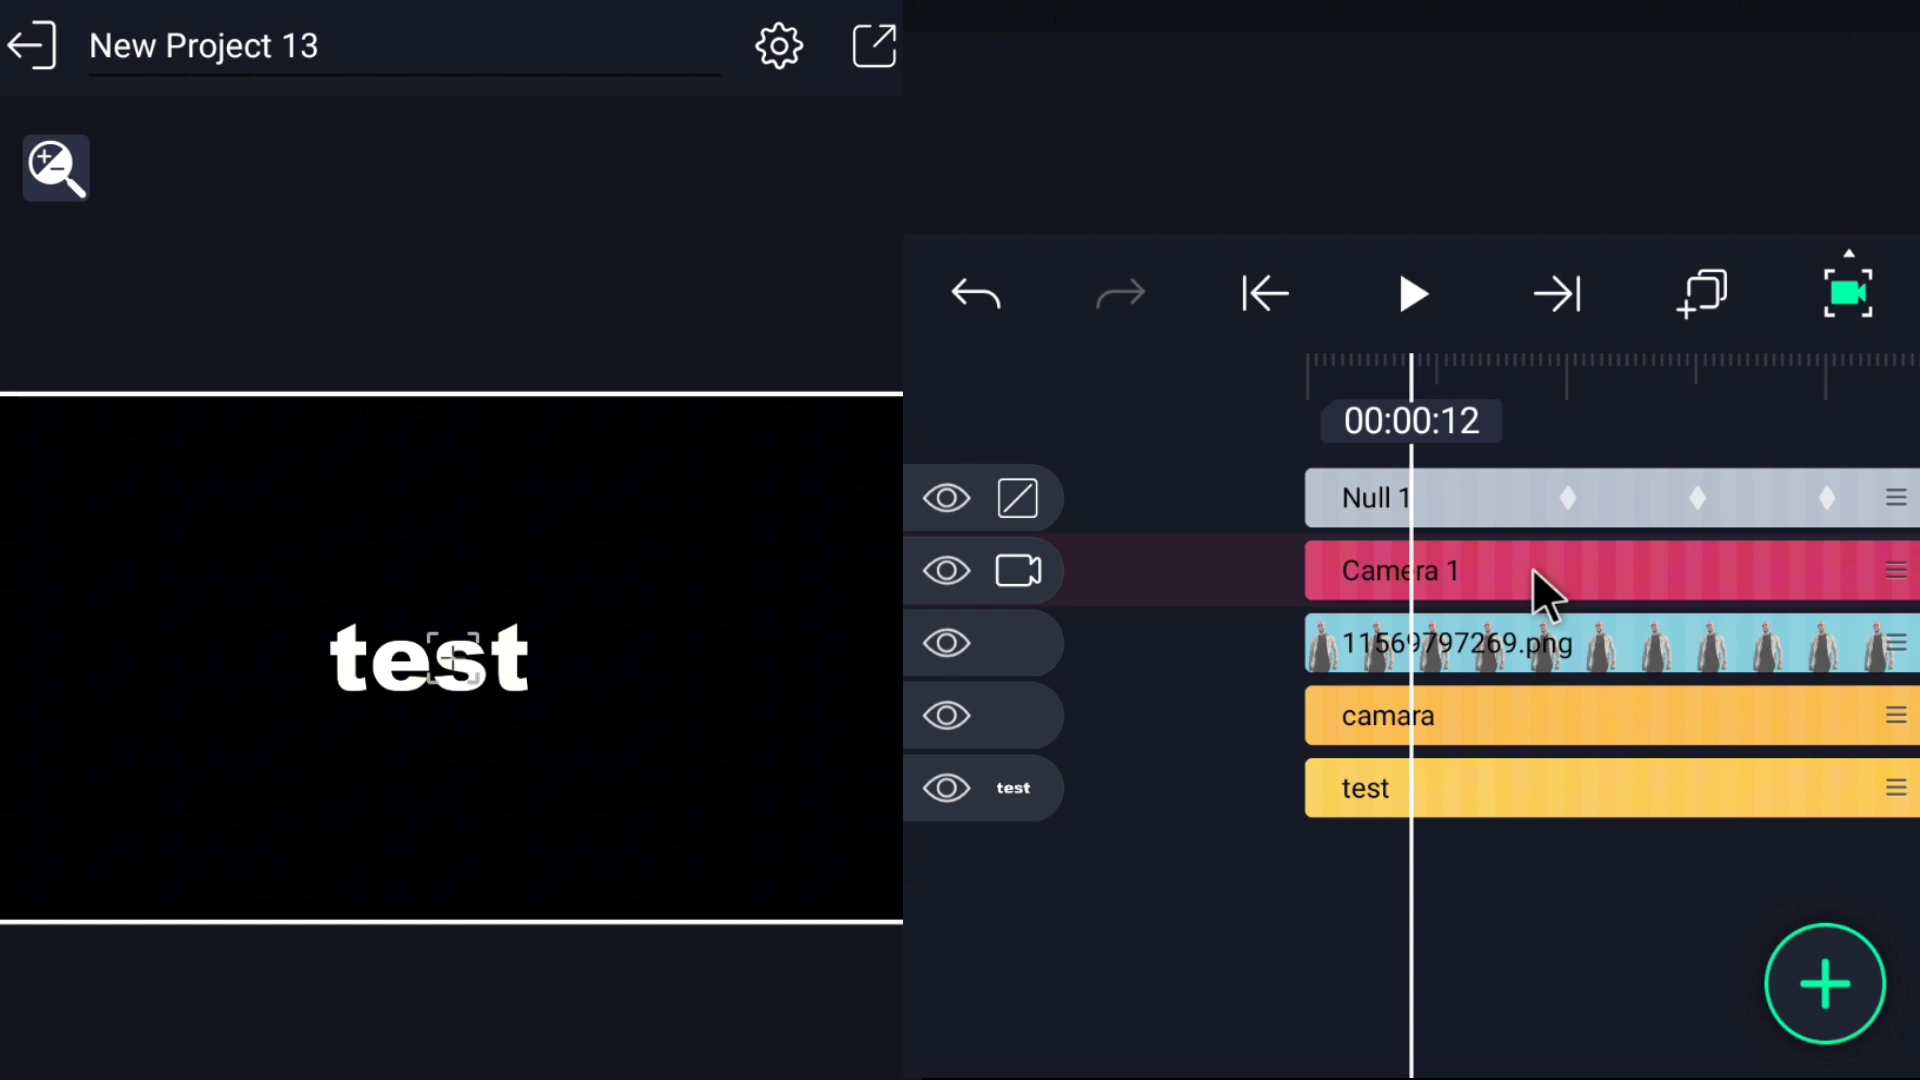 New Project 13
test
00:00:12
Null 1
Camera 1
11569797269.png
camara
test
test